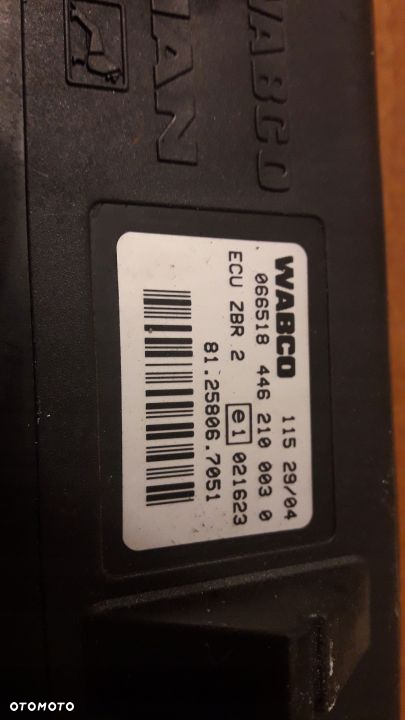 WABCO
MAN
WABCO 115 29/04
066518 446 210 003 0
ECU ZBR 2 e1 021623
81.25806.7051
OTOMOTO